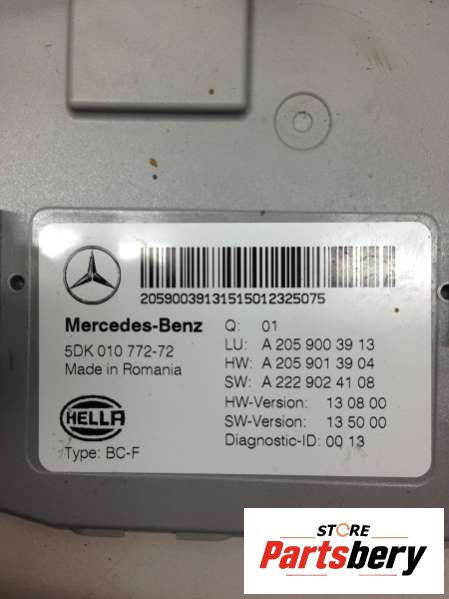 20590039131515012325075
Mercedes-Benz
5DK 010 772-72
Made in Romania
HELLA
Type: BC-F
Q: 01
LU: A 205 900 39 13
HW: A 205 901 39 04
SW: A 222 902 41 08
HW-Version: 13 08 00
SW-Version: 13 50 00
Diagnostic-ID: 00 13
STORE
Partsbery